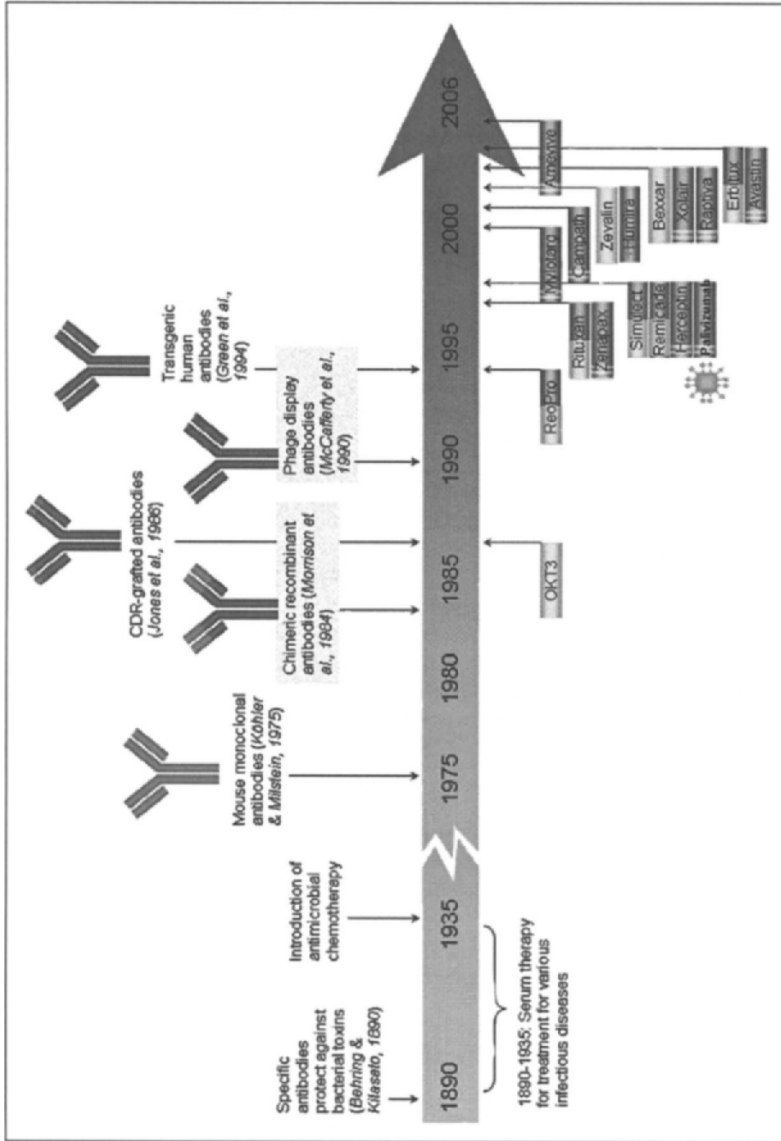 Specific
antibodies
protect against
bacterial toxins
(Behring &
Kitasato, 1890)
Introduction of
antimicrobial
chemotherapy
Mouse monoclonal
antibodies (Köhler
& Milstein, 1975)
Chimeric recombinant
antibodies (Morrison et
al., 1984)
CDR-grafted antibodies
(Jones et al., 1986)
Phage display
antibodies
(McCafferty et al.,
1990)
Transgenic
human
antibodies
(Green et al.,
1994)
1890
1935
1975
1980
1985
1990
1995
2000
2006
1890-1935: Serum therapy
for treatment for various
infectious diseases
OKT3
ReoPro
Rituxan
Zenapax
Simulect
Remicade
Herceptin
Palivizumab
Mylotarg
Campath
Zevalin
Humira
Bexxar
Xolair
Raptiva
Erbitux
Avastin
Amevive